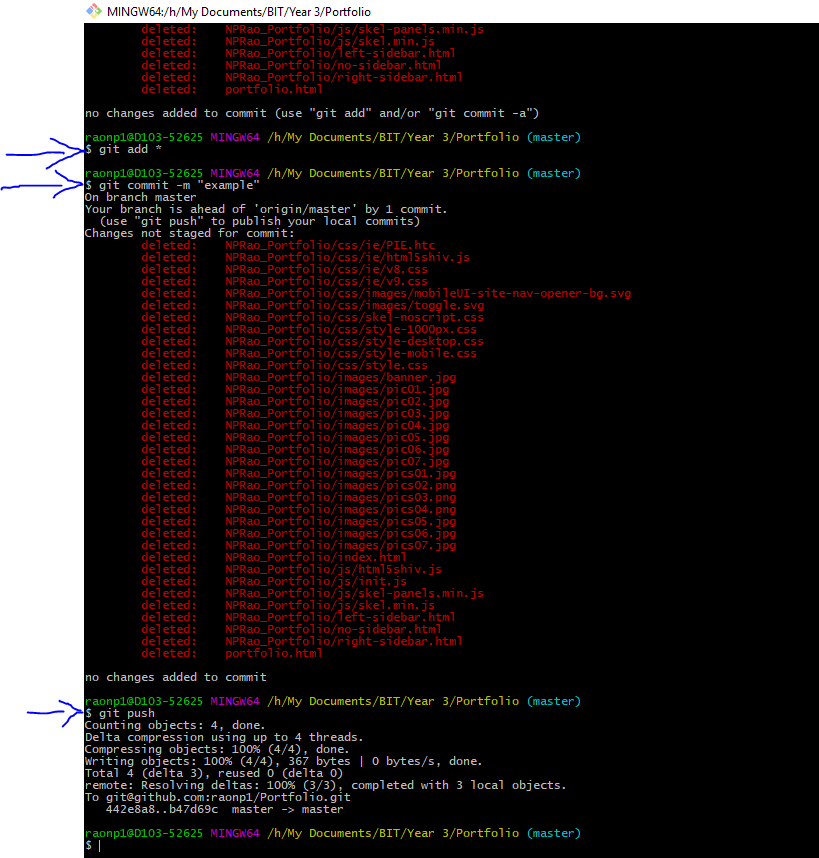 MINGW64:/h/My Documents/BIT/Year 3/Portfolio
deleted: NPRao_Portfolio/js/skel-panels.min.js
deleted: NPRao_Portfolio/js/skel.min.js
deleted: NPRao_Portfolio/left-sidebar.html
deleted: NPRao_Portfolio/no-sidebar.html
deleted: NPRao_Portfolio/right-sidebar.html
deleted: portfolio.html
no changes added to commit (use "git add" and/or "git commit -a")
raonp1@D103-52625 MINGW64 /h/My Documents/BIT/Year 3/Portfolio (master)
$ git add *
raonp1@D103-52625 MINGW64 /h/My Documents/BIT/Year 3/Portfolio (master)
$ git commit -m "example"
On branch master
Your branch is ahead of 'origin/master' by 1 commit.
(use "git push" to publish your local commits)
Changes not staged for commit:
deleted: NPRao_Portfolio/css/ie/PIE.htc
deleted: NPRao_Portfolio/css/ie/html5shiv.js
deleted: NPRao_Portfolio/css/ie/v8.css
deleted: NPRao_Portfolio/css/ie/v9.css
deleted: NPRao_Portfolio/css/images/mobileUI-site-nav-opener-bg.svg
deleted: NPRao_Portfolio/css/images/toggle.svg
deleted: NPRao_Portfolio/css/skel-noscript.css
deleted: NPRao_Portfolio/css/style-1000px.css
deleted: NPRao_Portfolio/css/style-desktop.css
deleted: NPRao_Portfolio/css/style-mobile.css
deleted: NPRao_Portfolio/css/style.css
deleted: NPRao_Portfolio/images/banner.jpg
deleted: NPRao_Portfolio/images/pic01.jpg
deleted: NPRao_Portfolio/images/pic02.jpg
deleted: NPRao_Portfolio/images/pic03.jpg
deleted: NPRao_Portfolio/images/pic04.jpg
deleted: NPRao_Portfolio/images/pic05.jpg
deleted: NPRao_Portfolio/images/pic06.jpg
deleted: NPRao_Portfolio/images/pic07.jpg
deleted: NPRao_Portfolio/images/pics01.jpg
deleted: NPRao_Portfolio/images/pics02.png
deleted: NPRao_Portfolio/images/pics03.png
deleted: NPRao_Portfolio/images/pics04.png
deleted: NPRao_Portfolio/images/pics05.jpg
deleted: NPRao_Portfolio/images/pics06.jpg
deleted: NPRao_Portfolio/images/pics07.jpg
deleted: NPRao_Portfolio/index.html
deleted: NPRao_Portfolio/js/html5shiv.js
deleted: NPRao_Portfolio/js/init.js
deleted: NPRao_Portfolio/js/skel-panels.min.js
deleted: NPRao_Portfolio/js/skel.min.js
deleted: NPRao_Portfolio/left-sidebar.html
deleted: NPRao_Portfolio/no-sidebar.html
deleted: NPRao_Portfolio/right-sidebar.html
deleted: portfolio.html
no changes added to commit
raonp1@D103-52625 MINGW64 /h/My Documents/BIT/Year 3/Portfolio (master)
$ git push
Counting objects: 4, done.
Delta compression using up to 4 threads.
Compressing objects: 100% (4/4), done.
Writing objects: 100% (4/4), 367 bytes | 0 bytes/s, done.
Total 4 (delta 3), reused 0 (delta 0)
remote: Resolving deltas: 100% (3/3), completed with 3 local objects.
To git@github.com:raonp1/Portfolio.git
442e8a8..b47d69c master -> master
raonp1@D103-52625 MINGW64 /h/My Documents/BIT/Year 3/Portfolio (master)
$